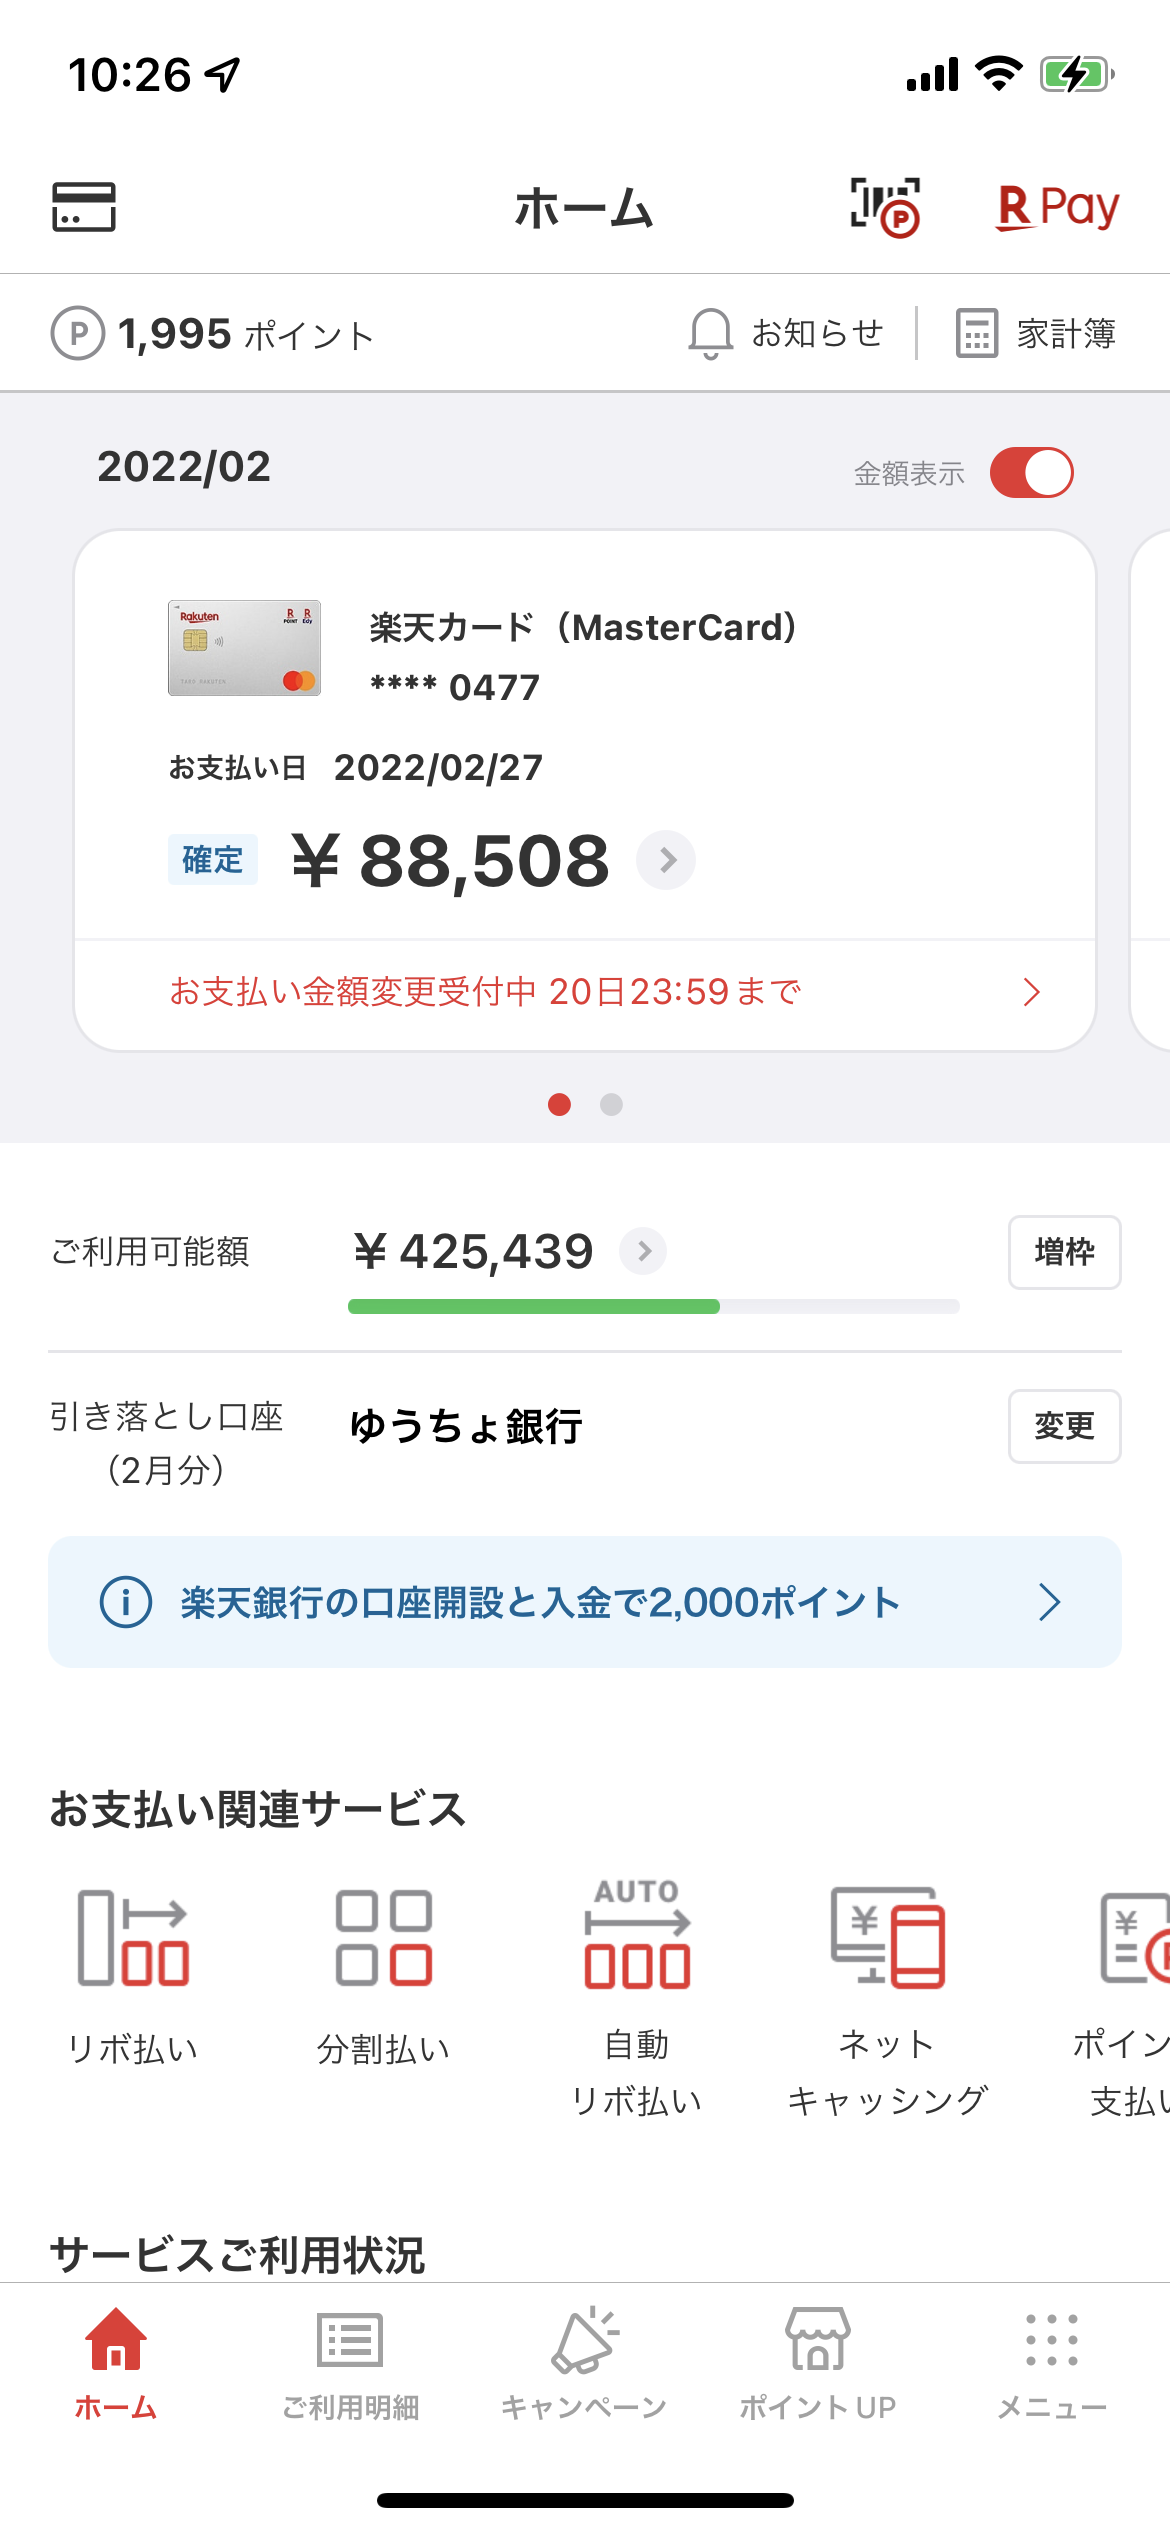 10:26
ホーム
R Pay
P 1,995 ポイント
お知らせ
家計簿
2022/02
金額表示
Rakuten
R POINT R Edy
TARO RAKUTEN
楽天カード（MasterCard）
**** 0477
お支払い日 2022/02/27
確定 ¥ 88,508
お支払い金額変更受付中 20日23:59まで
ご利用可能額 ¥ 425,439
増枠
引き落とし口座
（2月分）
ゆうちょ銀行
変更
楽天銀行の口座開設と入金で2,000ポイント
お支払い関連サービス
リボ払い
分割払い
AUTO
自動
リボ払い
¥
ネット
キャッシング
¥
ポイン
支払い
サービスご利用状況
ホーム
ご利用明細
キャンペーン
ポイントUP
メニュー